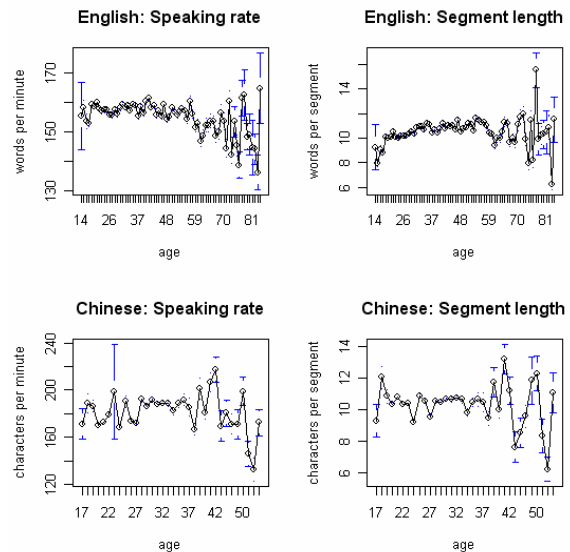 English: Speaking rate
words per minute
170
150
130
14 26 37 48 59 70 81
age
English: Segment length
words per segment
14
10
8
6
14 26 37 48 59 70 81
age
Chinese: Speaking rate
characters per minute
240
200
160
120
17 22 27 32 37 42 50
age
Chinese: Segment length
characters per segment
14
12
10
8
6
17 22 27 32 37 42 50
age